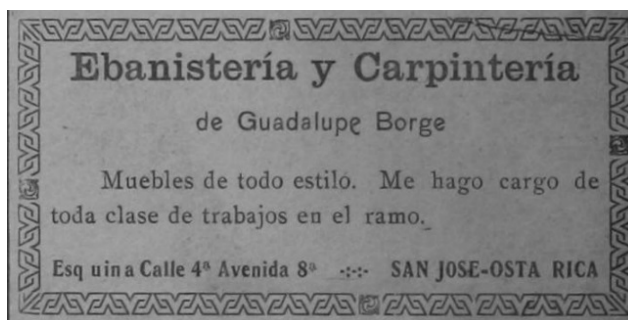 Ebanistería y Carpintería
de Guadalupe Borge
Muebles de todo estilo. Me hago cargo de
toda clase de trabajos en el ramo.
Esq uina Calle 4ª Avenida 8ª -:-:- SAN JOSE-OSTA RICA